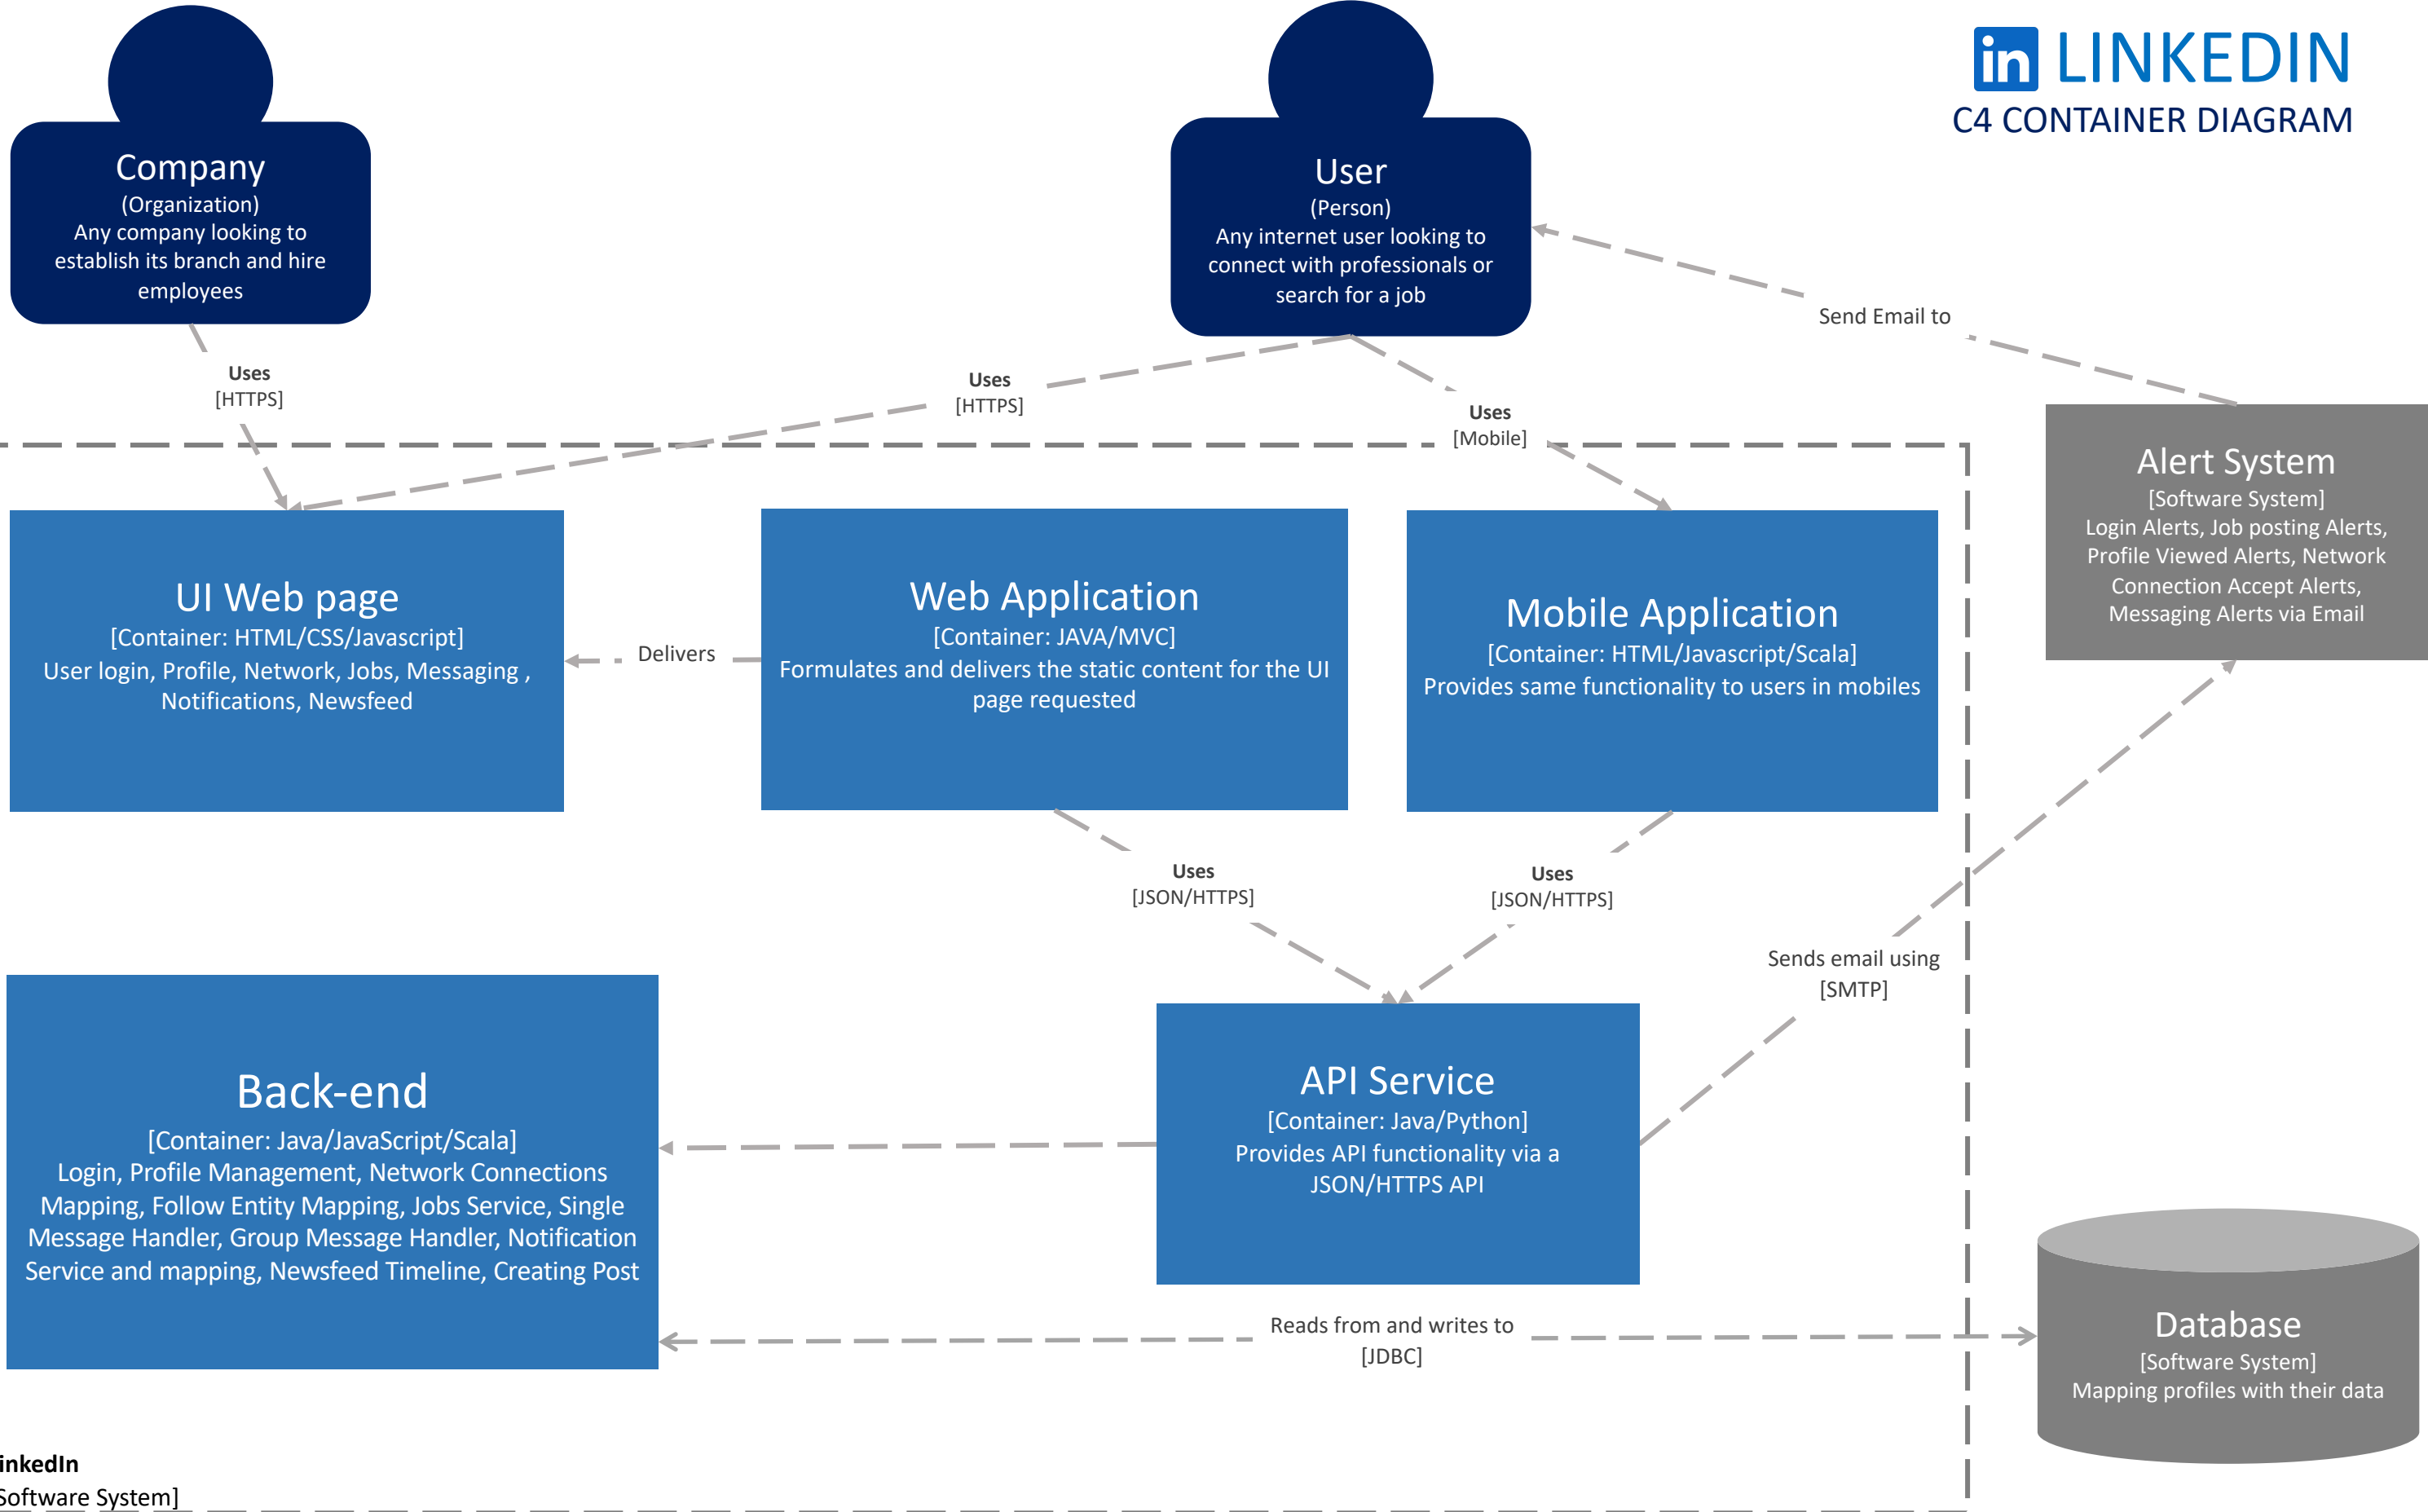 in LINKEDIN
C4 CONTAINER DIAGRAM
Company
(Organization)
Any company looking to
establish its branch and hire
employees
User
(Person)
Any internet user looking to
connect with professionals or
search for a job
Send Email to
Uses
[HTTPS]
Uses
[HTTPS]
Uses
[Mobile]
Alert System
[Software System]
Login Alerts, Job posting Alerts,
Profile Viewed Alerts, Network
Connection Accept Alerts,
Messaging Alerts via Email
UI Web page
[Container: HTML/CSS/Javascript]
User login, Profile, Network, Jobs, Messaging ,
Notifications, Newsfeed
Delivers
Web Application
[Container: JAVA/MVC]
Formulates and delivers the static content for the UI
page requested
Mobile Application
[Container: HTML/Javascript/Scala]
Provides same functionality to users in mobiles
Uses
[JSON/HTTPS]
Uses
[JSON/HTTPS]
Sends email using
[SMTP]
Back-end
[Container: Java/JavaScript/Scala]
Login, Profile Management, Network Connections
Mapping, Follow Entity Mapping, Jobs Service, Single
Message Handler, Group Message Handler, Notification
Service and mapping, Newsfeed Timeline, Creating Post
API Service
[Container: Java/Python]
Provides API functionality via a
JSON/HTTPS API
Reads from and writes to
[JDBC]
Database
[Software System]
Mapping profiles with their data
inkedIn
Software System]